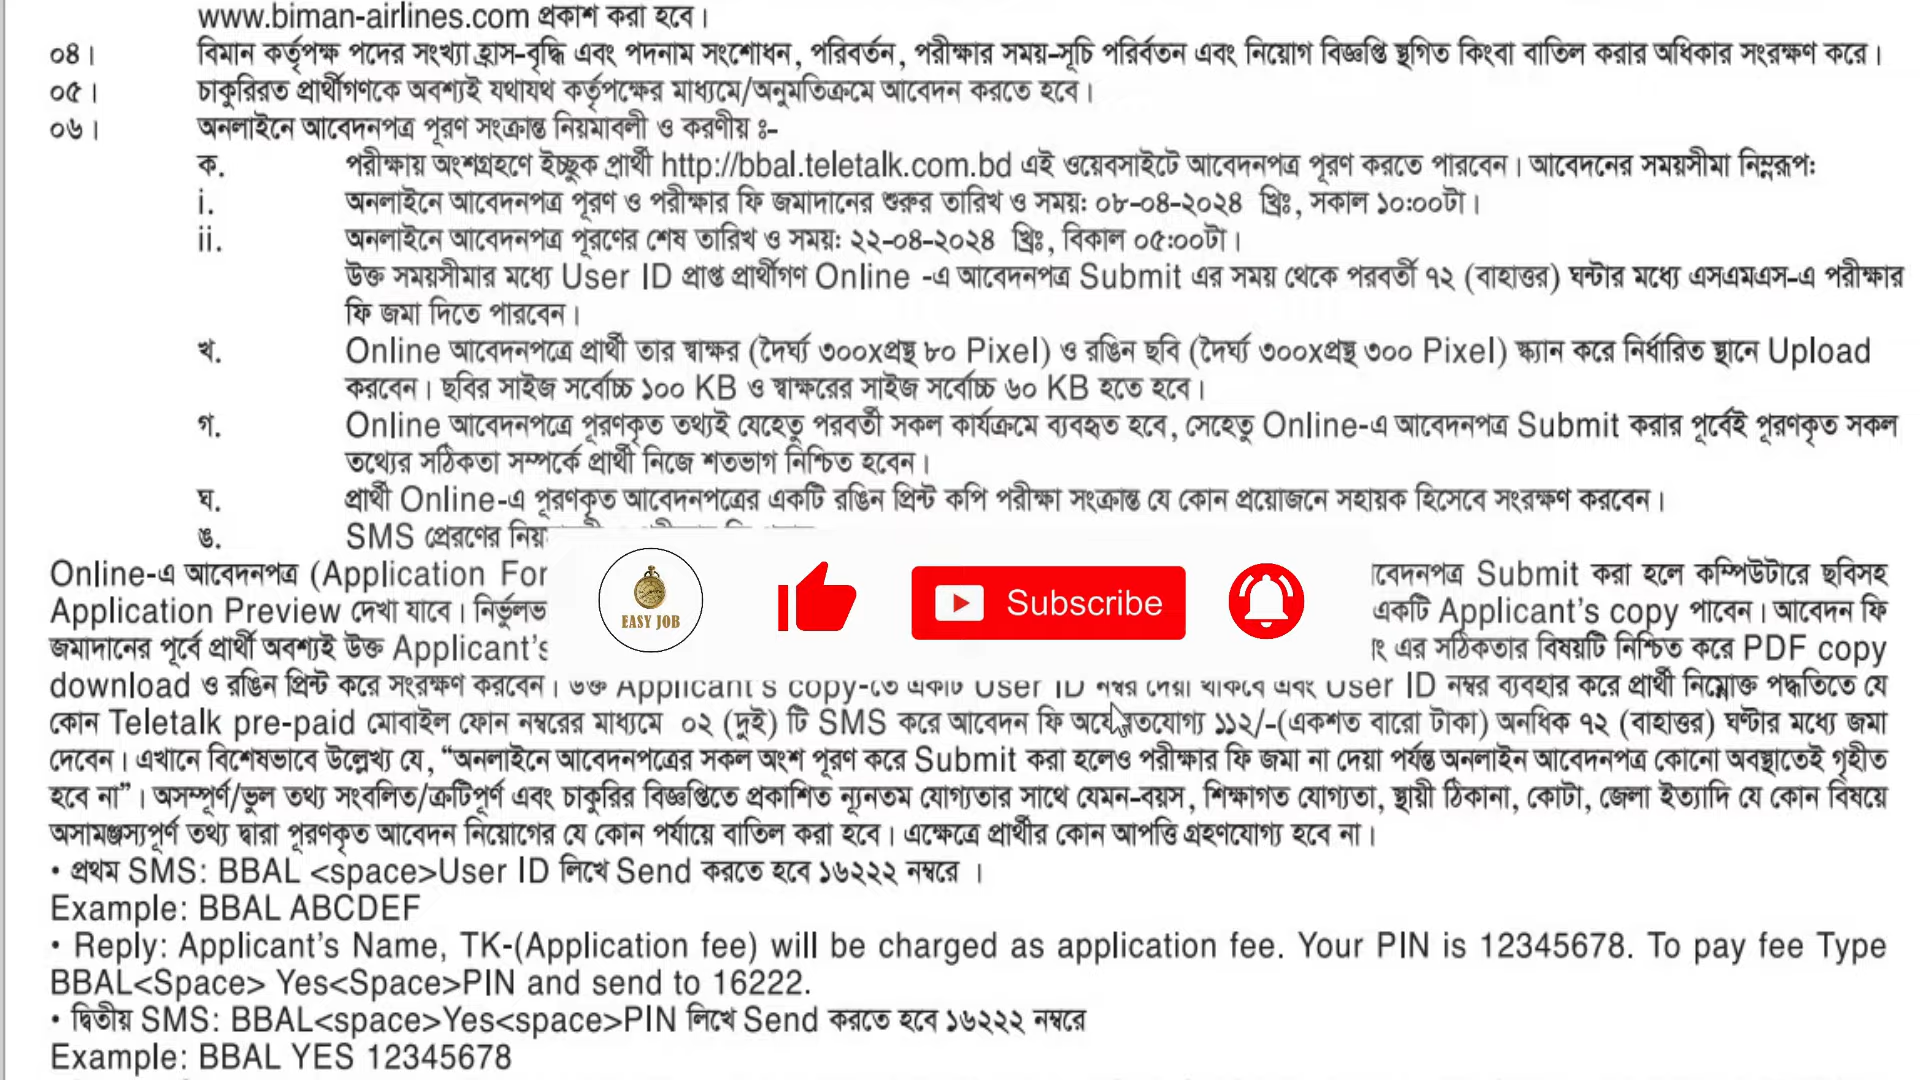 www.biman-airlines.com প্রকাশ করা হবে।
০৪। বিমান কর্তৃপক্ষ পদের সংখ্যা হ্রাস-বৃদ্ধি এবং পদনাম সংশোধন, পরিবর্তন, পরীক্ষার সময়-সূচি পরির্বতন এবং নিয়োগ বিজ্ঞপ্তি স্থগিত কিংবা বাতিল করার অধিকার সংরক্ষণ করে।
০৫। চাকুরিরত প্রার্থীগণকে অবশ্যই যথাযথ কর্তৃপক্ষের মাধ্যমে/অনুমতিক্রমে আবেদন করতে হবে।
০৬। অনলাইনে আবেদনপত্র পূরণ সংক্রান্ত নিয়মাবলী ও করণীয় ঃ-
ক. পরীক্ষায় অংশগ্রহণে ইচ্ছুক প্রার্থী http://bbal.teletalk.com.bd এই ওয়েবসাইটে আবেদনপত্র পূরণ করতে পারবেন। আবেদনের সময়সীমা নিম্নরূপ:
i. অনলাইনে আবেদনপত্র পূরণ ও পরীক্ষার ফি জমাদানের শুরুর তারিখ ও সময়: ০৮-০৪-২০২৪ খ্রিঃ, সকাল ১০:০০টা।
ii. অনলাইনে আবেদনপত্র পূরণের শেষ তারিখ ও সময়: ২২-০৪-২০২৪ খ্রিঃ, বিকাল ০৫:০০টা।
উক্ত সময়সীমার মধ্যে User ID প্রাপ্ত প্রার্থীগণ Online -এ আবেদনপত্র Submit এর সময় থেকে পরবর্তী ৭২ (বাহাত্তর) ঘন্টার মধ্যে এসএমএস-এ পরীক্ষার
ফি জমা দিতে পারবেন।
খ. Online আবেদনপত্রে প্রার্থী তার স্বাক্ষর (দৈর্ঘ্য ৩০০xপ্রস্থ ৮০ Pixel) ও রঙিন ছবি (দৈর্ঘ্য ৩০০xপ্রস্থ ৩০০ Pixel) স্ক্যান করে নির্ধারিত স্থানে Upload
করবেন। ছবির সাইজ সর্বোচ্চ ১০০ KB ও স্বাক্ষরের সাইজ সর্বোচ্চ ৬০ KB হতে হবে।
গ. Online আবেদনপত্রে পূরণকৃত তথ্যই যেহেতু পরবর্তী সকল কার্যক্রমে ব্যবহৃত হবে, সেহেতু Online-এ আবেদনপত্র Submit করার পূর্বেই পূরণকৃত সকল
তথ্যের সঠিকতা সম্পর্কে প্রার্থী নিজে শতভাগ নিশ্চিত হবেন।
ঘ. প্রার্থী Online-এ পূরণকৃত আবেদনপত্রের একটি রঙিন প্রিন্ট কপি পরীক্ষা সংক্রান্ত যে কোন প্রয়োজনে সহায়ক হিসেবে সংরক্ষণ করবেন।
ঙ. SMS প্রেরণের
Online-এ আবেদনপত্র (Application For বেদনপত্র Submit করা হলে কম্পিউটারে ছবিসহ
Application Preview দেখা যাবে। একটি Applicant's copy পাবেন। আবেদন ফি
EASY JOB
Subscribe
জমাদানের পূর্বে প্রার্থী অবশ্যই উক্ত Applicant's এর সঠিকতার বিষয়টি নিশ্চিত করে PDF copy
download ও রঙিন প্রিন্ট করে সংরক্ষণ করবেন। উক্ত Applicant's copy-তে একটি User ID নম্বর দেয়া থাকবে এবং User ID নম্বর ব্যবহার করে প্রার্থী নিম্নোক্ত পদ্ধতিতে যে
কোন Teletalk pre-paid মোবাইল ফোন নম্বরের মাধ্যমে ০২ (দুই) টি SMS করে আবেদন ফি ১১২/-(একশত বারো টাকা) অনধিক ৭২ (বাহাত্তর) ঘণ্টার মধ্যে জমা
দেবেন। এখানে বিশেষভাবে উল্লেখ্য যে, “অনলাইনে আবেদনপত্রের সকল অংশ পূরণ করে Submit করা হলেও পরীক্ষার ফি জমা না দেয়া পর্যন্ত অনলাইন আবেদনপত্র কোনো অবস্থাতেই গৃহীত
হবে না”। অসম্পূর্ণ/ভুল তথ্য সংবলিত/ত্রুটিপূর্ণ এবং চাকুরির বিজ্ঞপ্তিতে প্রকাশিত ন্যূনতম যোগ্যতার সাথে যেমন-বয়স, শিক্ষাগত যোগ্যতা, স্থায়ী ঠিকানা, কোটা, জেলা ইত্যাদি যে কোন বিষয়ে
অসামঞ্জস্যপূর্ণ তথ্য দ্বারা পূরণকৃত আবেদন নিয়োগের যে কোন পর্যায়ে বাতিল করা হবে। এক্ষেত্রে প্রার্থীর কোন আপত্তি গ্রহণযোগ্য হবে না।
• প্রথম SMS: BBAL <space>User ID লিখে Send করতে হবে ১৬২২২ নম্বরে ।
Example: BBAL ABCDEF
• Reply: Applicant's Name, TK-(Application fee) will be charged as application fee. Your PIN is 12345678. To pay fee Type
BBAL<Space> Yes<Space>PIN and send to 16222.
• দ্বিতীয় SMS: BBAL<space>Yes<space>PIN লিখে Send করতে হবে ১৬২২২ নম্বরে
Example: BBAL YES 12345678